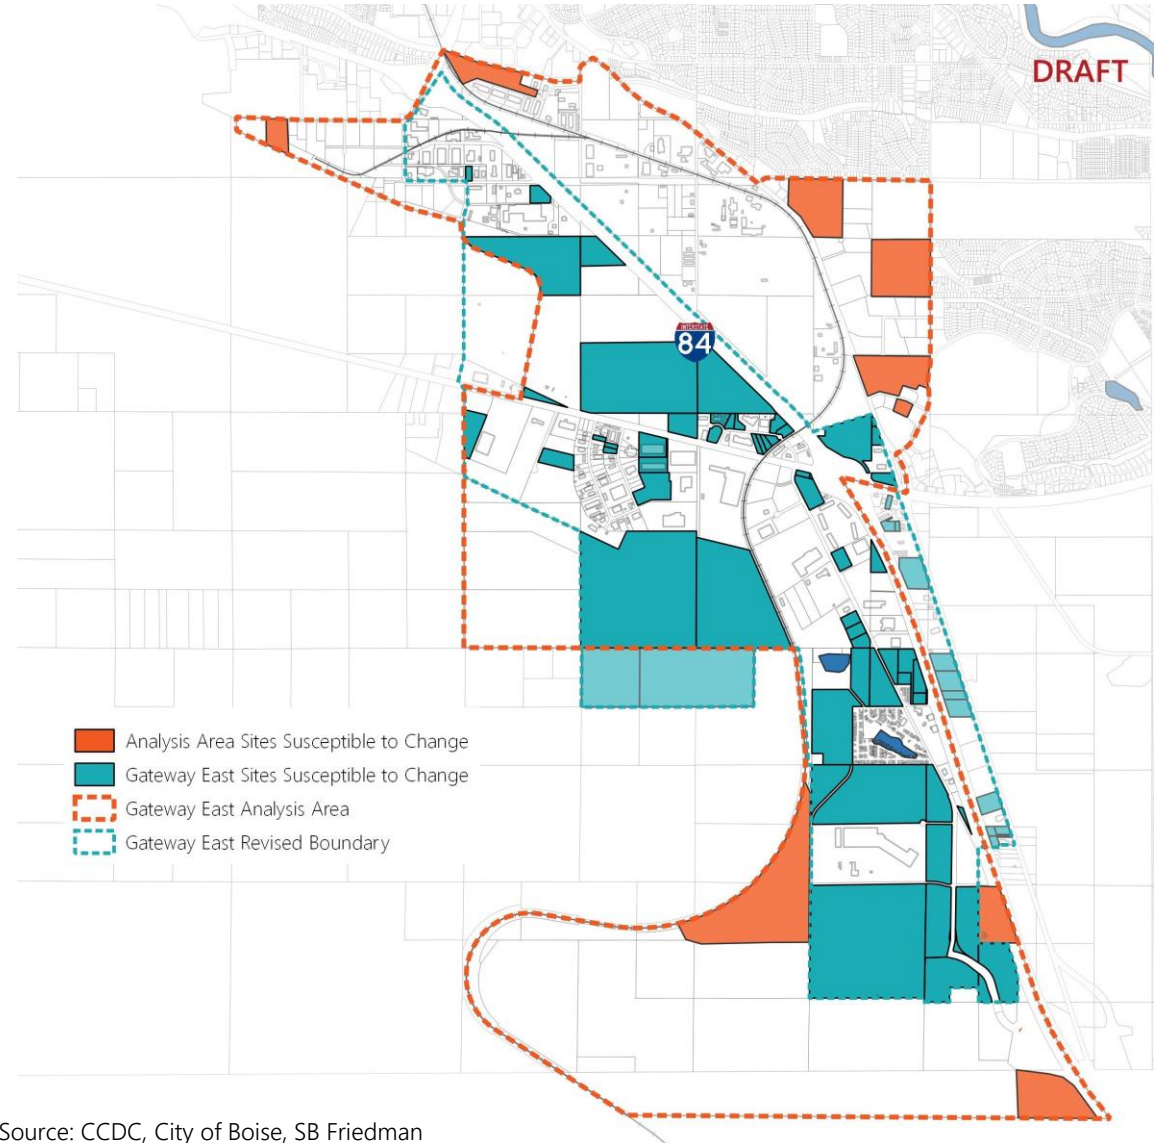 DRAFT
INTERSTATE
84
Analysis Area Sites Susceptible to Change
Gateway East Sites Susceptible to Change
Gateway East Analysis Area
Gateway East Revised Boundary
Source: CCDC, City of Boise, SB Friedman